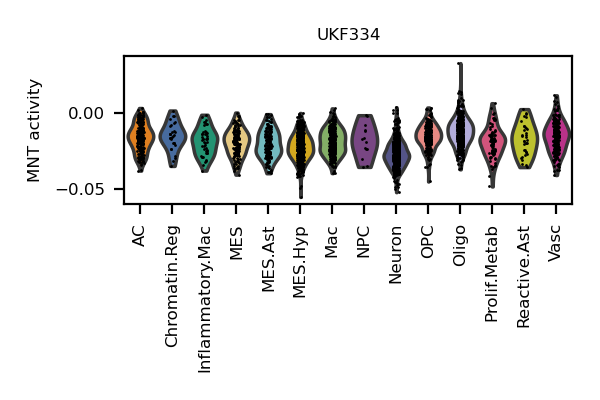 UKF334
MNT activity
0.00
−0.05
AC
Chromatin.Reg
Inflammatory.Mac
MES
MES.Ast
MES.Hyp
Mac
NPC
Neuron
OPC
Oligo
Prolif.Metab
Reactive.Ast
Vasc